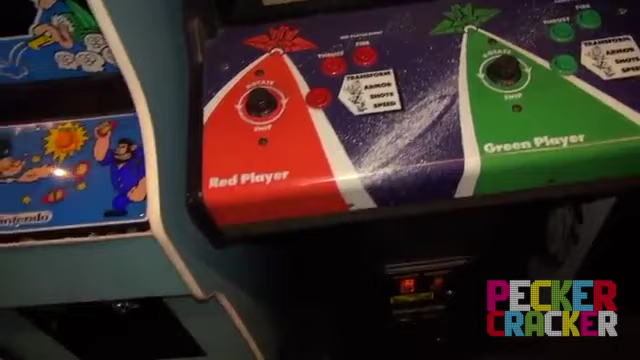 THRUST
FIRE
TRANSFORM
ARMOR
SHOTS
SPEED
ROTATE
SHIP
Red Player
THRUST
FIRE
TRANSFORM
ARMOR
SHOTS
SPEED
ROTATE
SHIP
Green Player
Nintendo
PECKER
CRACKER